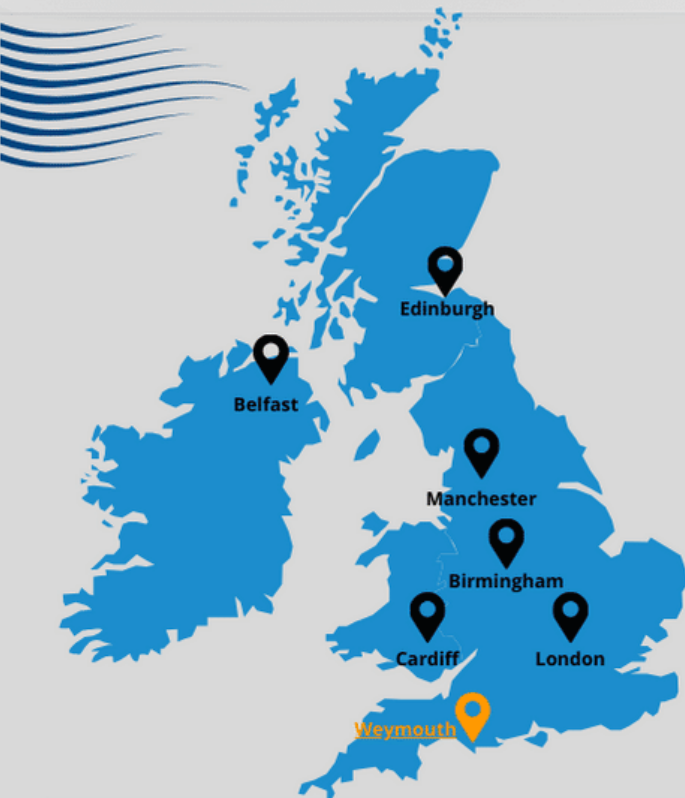 Edinburgh
Belfast
Manchester
Birmingham
Cardiff
London
Weymouth